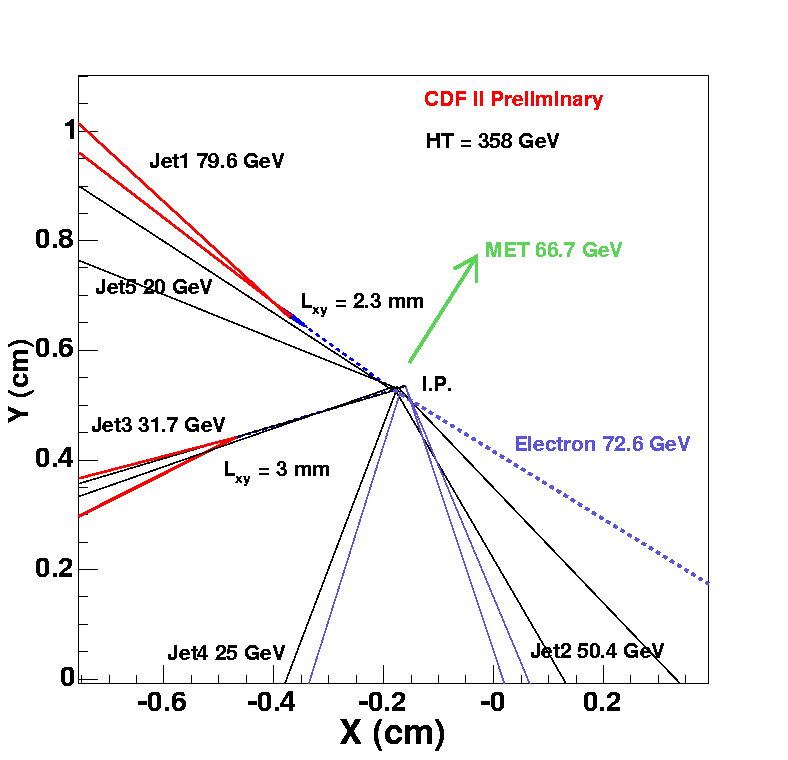 CDF II Preliminary
HT = 358 GeV
1
Jet1 79.6 GeV
0.8
MET 66.7 GeV
Jet5 20 GeV
Lxy = 2.3 mm
0.6
I.P.
Y (cm)
Jet3 31.7 GeV
Electron 72.6 GeV
0.4
Lxy = 3 mm
0.2
Jet4 25 GeV
Jet2 50.4 GeV
0
-0.6 -0.4 -0.2 -0 0.2
X (cm)